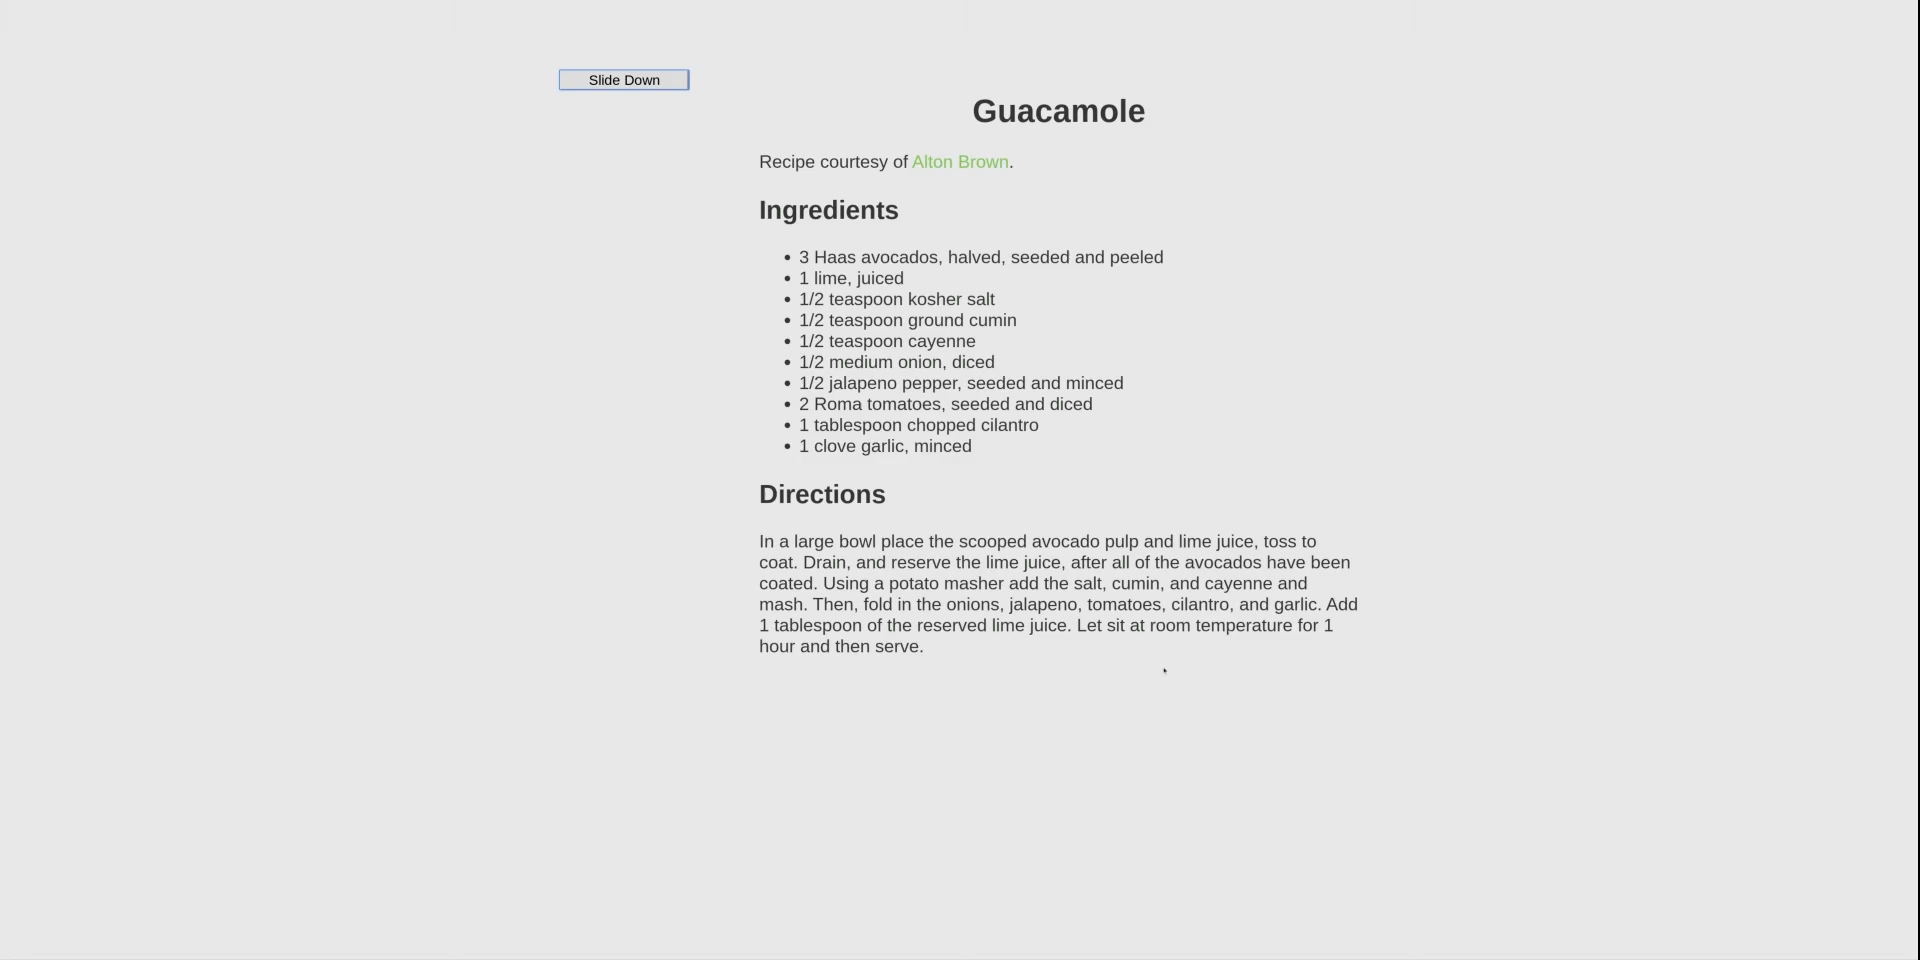 Slide Down
Guacamole
Recipe courtesy of Alton Brown.
Ingredients
• 3 Haas avocados, halved, seeded and peeled
• 1 lime, juiced
• 1/2 teaspoon kosher salt
• 1/2 teaspoon ground cumin
• 1/2 teaspoon cayenne
• 1/2 medium onion, diced
• 1/2 jalapeno pepper, seeded and minced
• 2 Roma tomatoes, seeded and diced
• 1 tablespoon chopped cilantro
• 1 clove garlic, minced
Directions
In a large bowl place the scooped avocado pulp and lime juice, toss to
coat. Drain, and reserve the lime juice, after all of the avocados have been
coated. Using a potato masher add the salt, cumin, and cayenne and
mash. Then, fold in the onions, jalapeno, tomatoes, cilantro, and garlic. Add
1 tablespoon of the reserved lime juice. Let sit at room temperature for 1
hour and then serve.